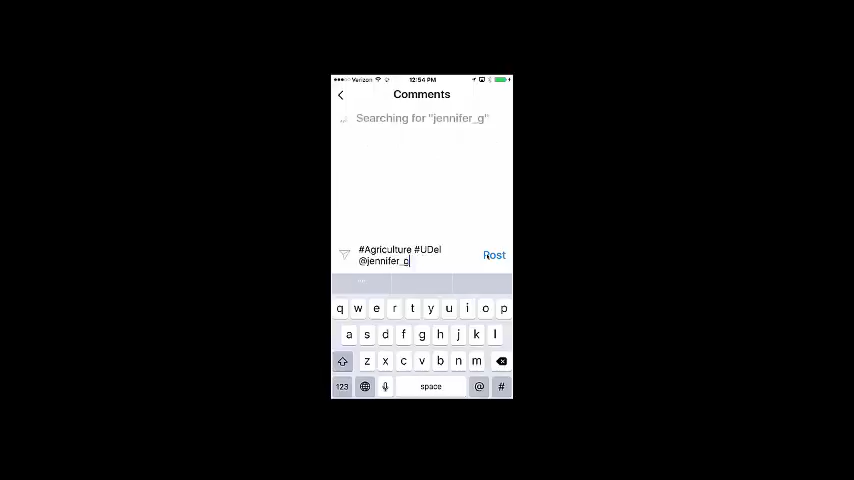 Verizon 12:54 PM
Comments
Searching for "jennifer_g"
#Agriculture #UDel
@jennifer_g
Post
q w e r t y u i o p
a s d f g h j k l
z x c v b n m
123 space @ #